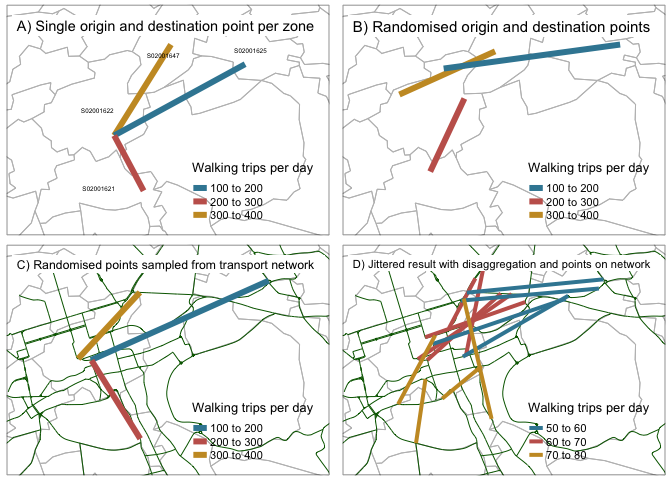 A) Single origin and destination point per zone
S02001647
S02001625
S02001622
S02001621
Walking trips per day
100 to 200
200 to 300
300 to 400
B) Randomised origin and destination points
Walking trips per day
100 to 200
200 to 300
300 to 400
C) Randomised points sampled from transport network
Walking trips per day
100 to 200
200 to 300
300 to 400
D) Jittered result with disaggregation and points on network
Walking trips per day
50 to 60
60 to 70
70 to 80